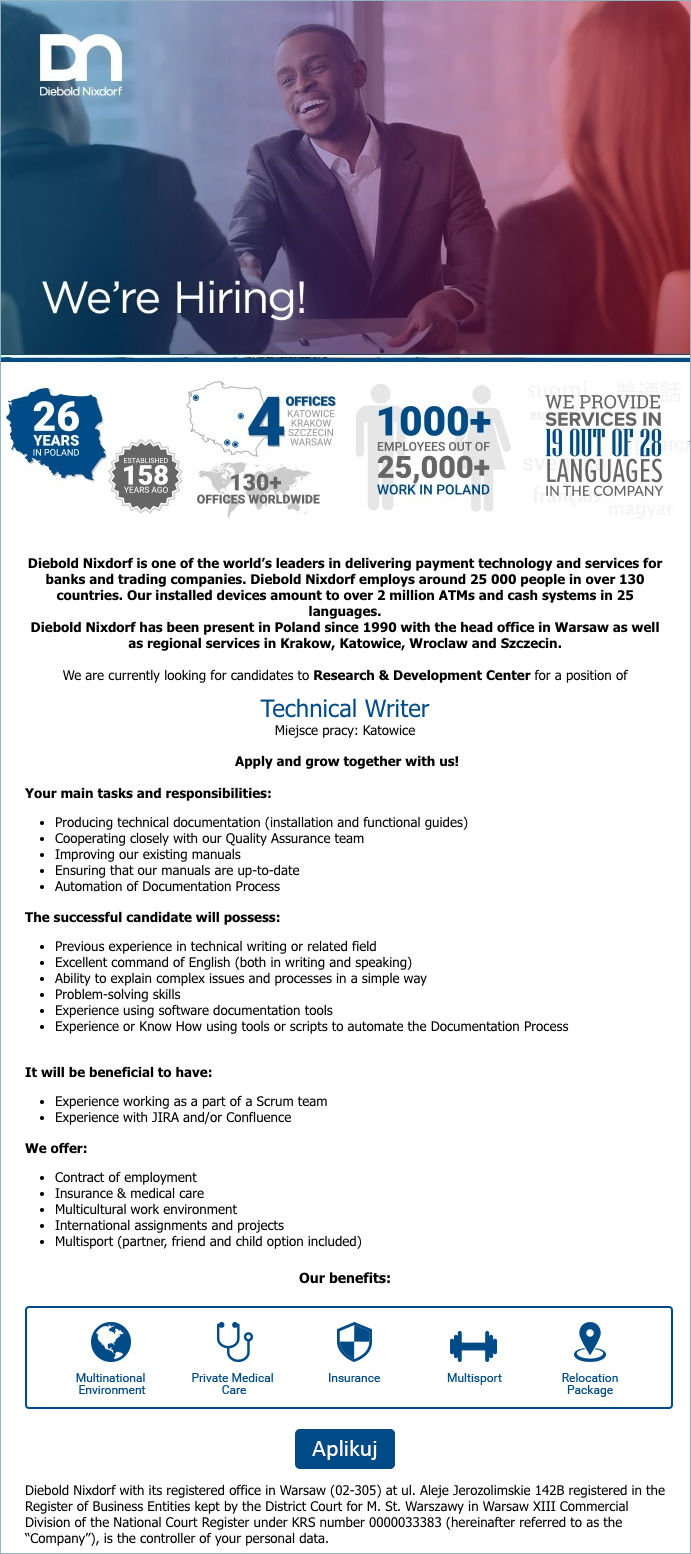 DN
Diebold Nixdorf
We're Hiring!
26
YEARS
IN POLAND
ESTABLISHED
158
YEARS AGO
4
OFFICES
KATOWICE
KRAKOW
SZCZECIN
WARSAW
130+
OFFICES WORLDWIDE
1000+
EMPLOYEES OUT OF
25,000+
WORK IN POLAND
suomi 普通話
WE PROVIDE
SERVICES IN
19 OUT OF 28
LANGUAGES
IN THE COMPANY
français
magyar
Diebold Nixdorf is one of the world's leaders in delivering payment technology and services for
banks and trading companies. Diebold Nixdorf employs around 25 000 people in over 130
countries. Our installed devices amount to over 2 million ATMs and cash systems in 25
languages.
Diebold Nixdorf has been present in Poland since 1990 with the head office in Warsaw as well
as regional services in Krakow, Katowice, Wroclaw and Szczecin.
We are currently looking for candidates to Research & Development Center for a position of
Technical Writer
Miejsce pracy: Katowice
Apply and grow together with us!
Your main tasks and responsibilities:
• Producing technical documentation (installation and functional guides)
• Cooperating closely with our Quality Assurance team
• Improving our existing manuals
• Ensuring that our manuals are up-to-date
• Automation of Documentation Process
The successful candidate will possess:
• Previous experience in technical writing or related field
• Excellent command of English (both in writing and speaking)
• Ability to explain complex issues and processes in a simple way
• Problem-solving skills
• Experience using software documentation tools
• Experience or Know How using tools or scripts to automate the Documentation Process
It will be beneficial to have:
• Experience working as a part of a Scrum team
• Experience with JIRA and/or Confluence
We offer:
• Contract of employment
• Insurance & medical care
• Multicultural work environment
• International assignments and projects
• Multisport (partner, friend and child option included)
Our benefits:
Multinational
Environment
Private Medical
Care
Insurance
Multisport
Relocation
Package
Aplikuj
Diebold Nixdorf with its registered office in Warsaw (02-305) at ul. Aleje Jerozolimskie 142B registered in the
Register of Business Entities kept by the District Court for M. St. Warszawy in Warsaw XIII Commercial
Division of the National Court Register under KRS number 0000033383 (hereinafter referred to as the
“Company”), is the controller of your personal data.